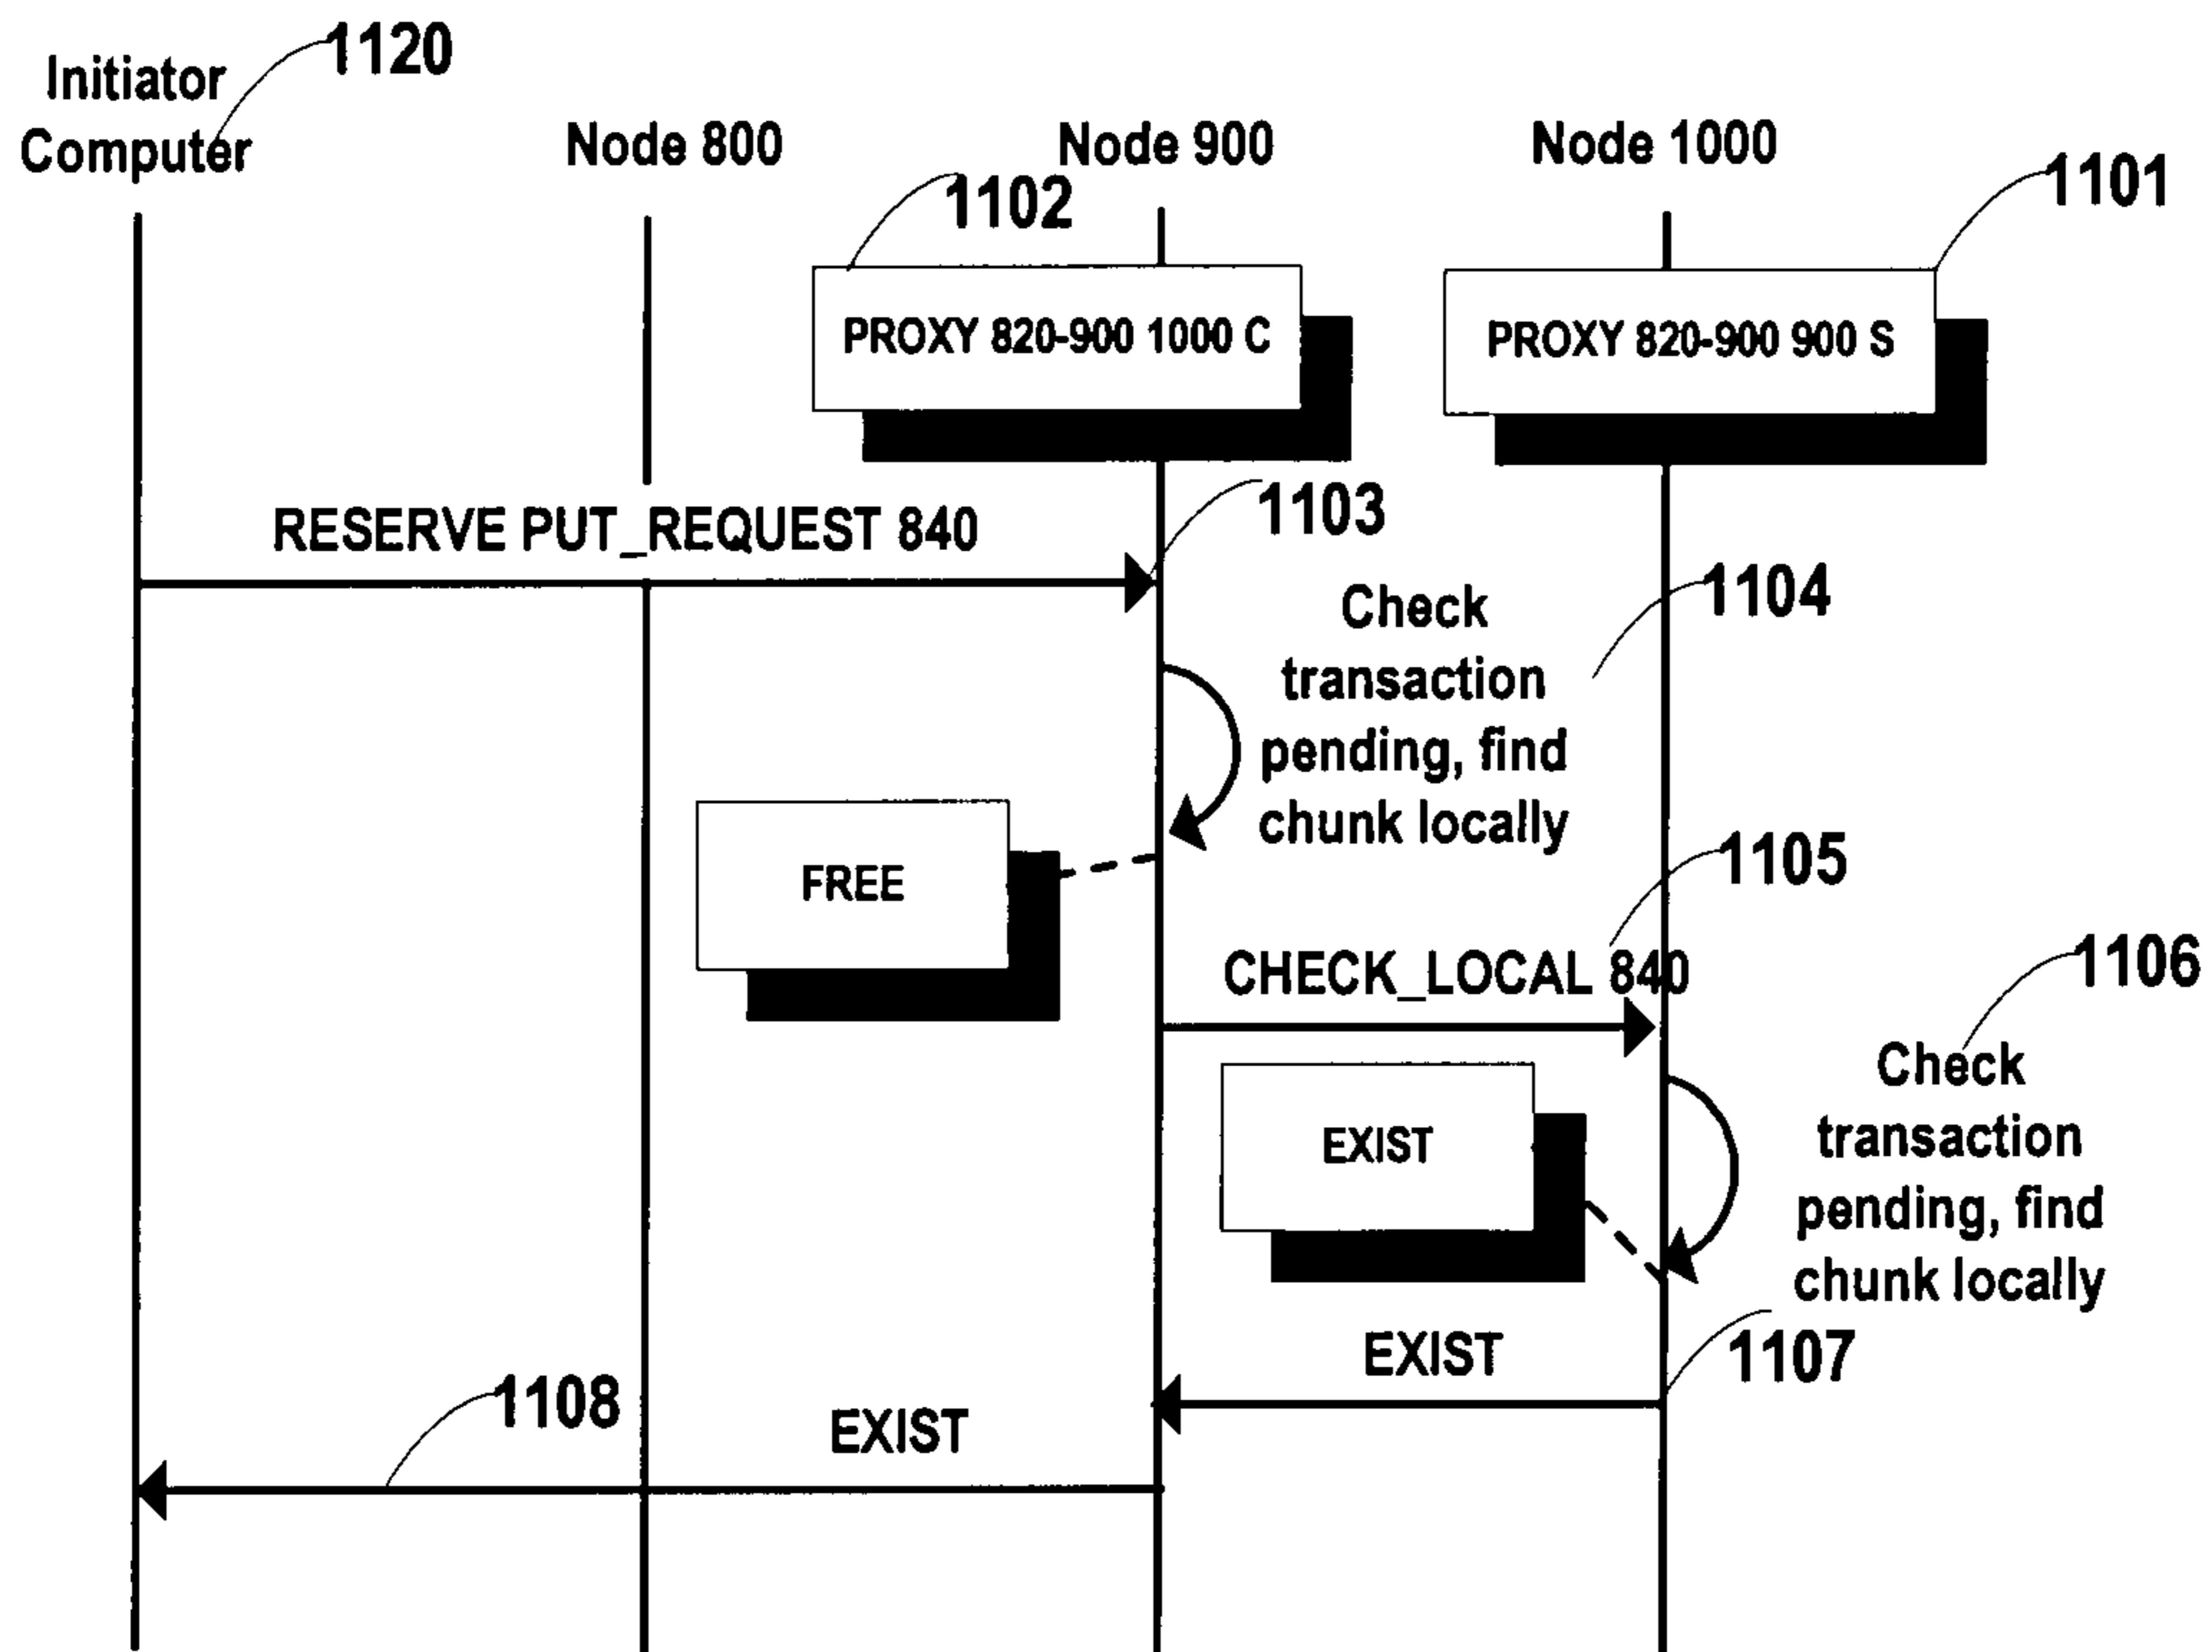 1120
Initiator
Computer
Node 800
Node 900
Node 1000
1102
1101
PROXY 820-900 1000 C
PROXY 820-900 900 S
1103
RESERVE PUT_REQUEST 840
1104
Check
transaction
pending, find
chunk locally
1105
FREE
1106
CHECK_LOCAL 840
Check
transaction
pending, find
chunk locally
EXIST
1107
EXIST
1108
EXIST